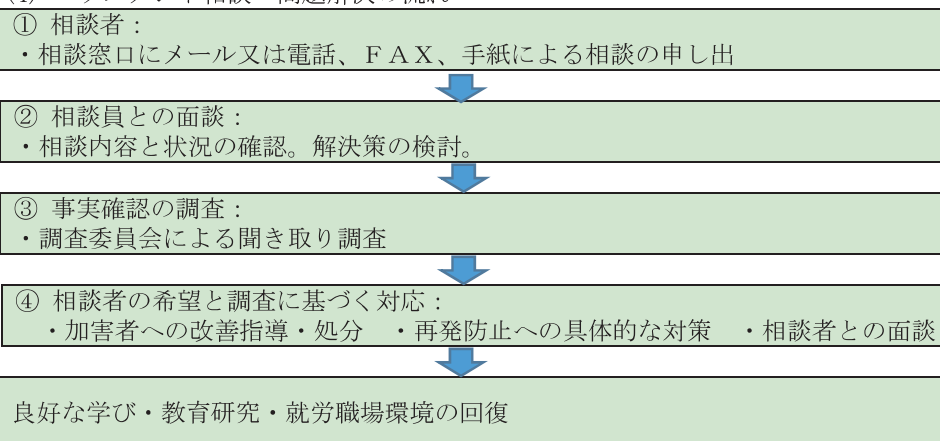 ① 相談者：
・相談窓口にメール又は電話、ＦＡＸ、手紙による相談の申し出
② 相談員との面談：
・相談内容と状況の確認。解決策の検討。
③ 事実確認の調査：
・調査委員会による聞き取り調査
④ 相談者の希望と調査に基づく対応：
・加害者への改善指導・処分　・再発防止への具体的な対策　・相談者との面談
良好な学び・教育研究・就労職場環境の回復